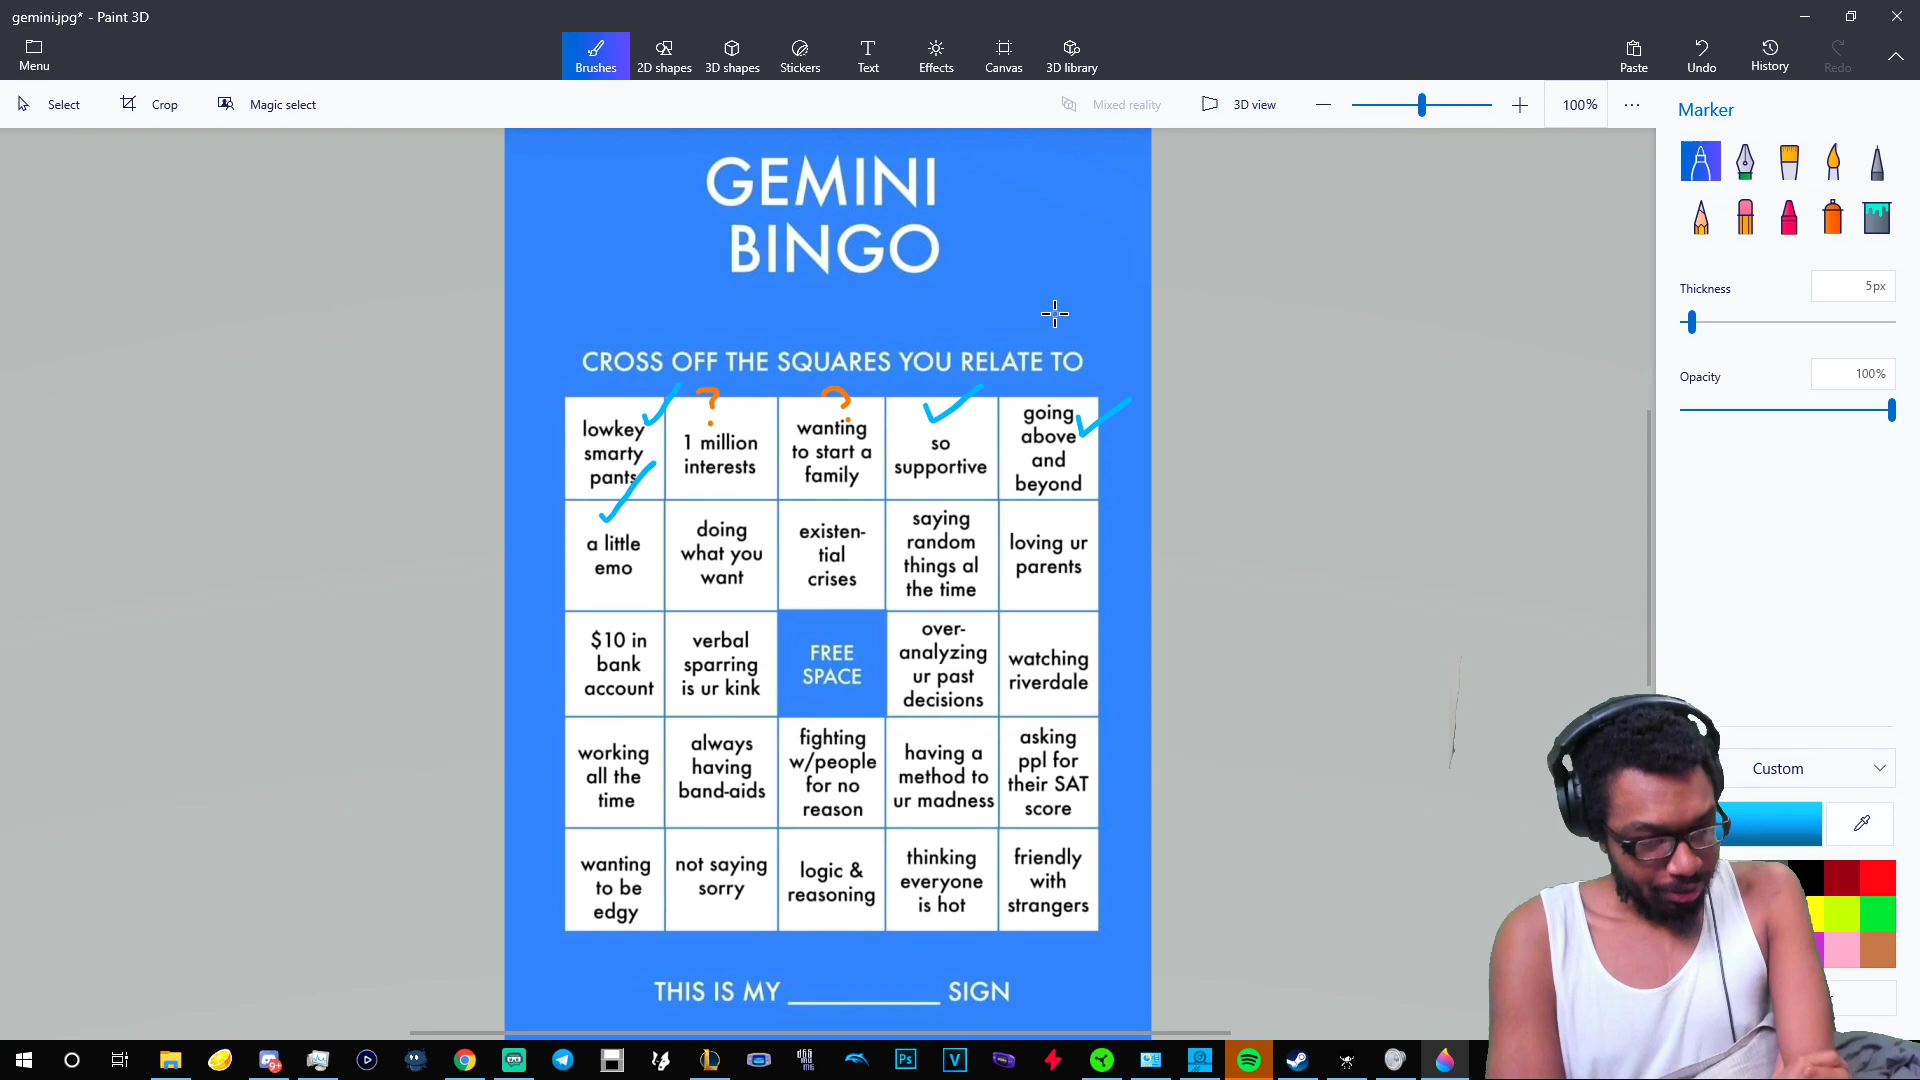 gemini.jpg* - Paint 3D
Menu
Brushes
2D shapes
3D shapes
Stickers
Text
Effects
Canvas
3D library
Paste
Undo
History
Redo
Select
Crop
Magic select
Mixed reality
3D view
100%
Marker
Thickness
5px
Opacity
100%
Custom
GEMINI
BINGO
CROSS OFF THE SQUARES YOU RELATE TO
lowkey
smarty
pants
?
1 million
interests
?
wanting
to start a
family
so
supportive
going
above
and
beyond
a little
emo
doing
what you
want
existen-
tial
crises
saying
random
things al
the time
loving ur
parents
$10 in
bank
account
verbal
sparring
is ur kink
FREE
SPACE
over-
analyzing
ur past
decisions
watching
riverdale
working
all the
time
always
having
band-aids
fighting
w/people
for no
reason
having a
method to
ur madness
asking
ppl for
their SAT
score
wanting
to be
edgy
not saying
sorry
logic &
reasoning
thinking
everyone
is hot
friendly
with
strangers
THIS IS MY ___________ SIGN
Ps
V